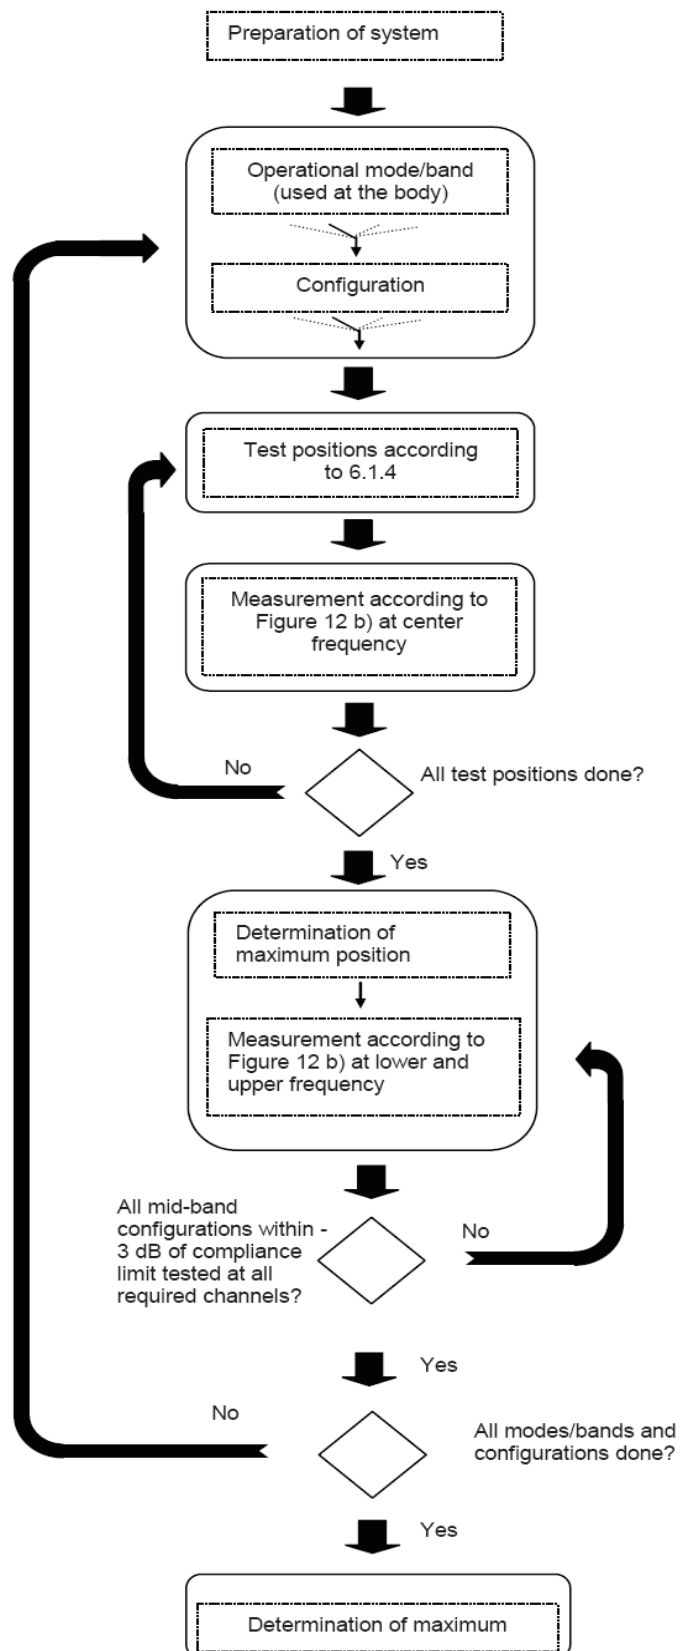 Preparation of system
Operational mode/band
(used at the body)
Configuration
Test positions according
to 6.1.4
Measurement according to
Figure 12 b) at center
frequency
No
All test positions done?
Yes
Determination of
maximum position
Measurement according to
Figure 12 b) at lower and
upper frequency
All mid-band
configurations within -
3 dB of compliance
limit tested at all
required channels?
No
Yes
No
All modes/bands and
configurations done?
Yes
Determination of maximum